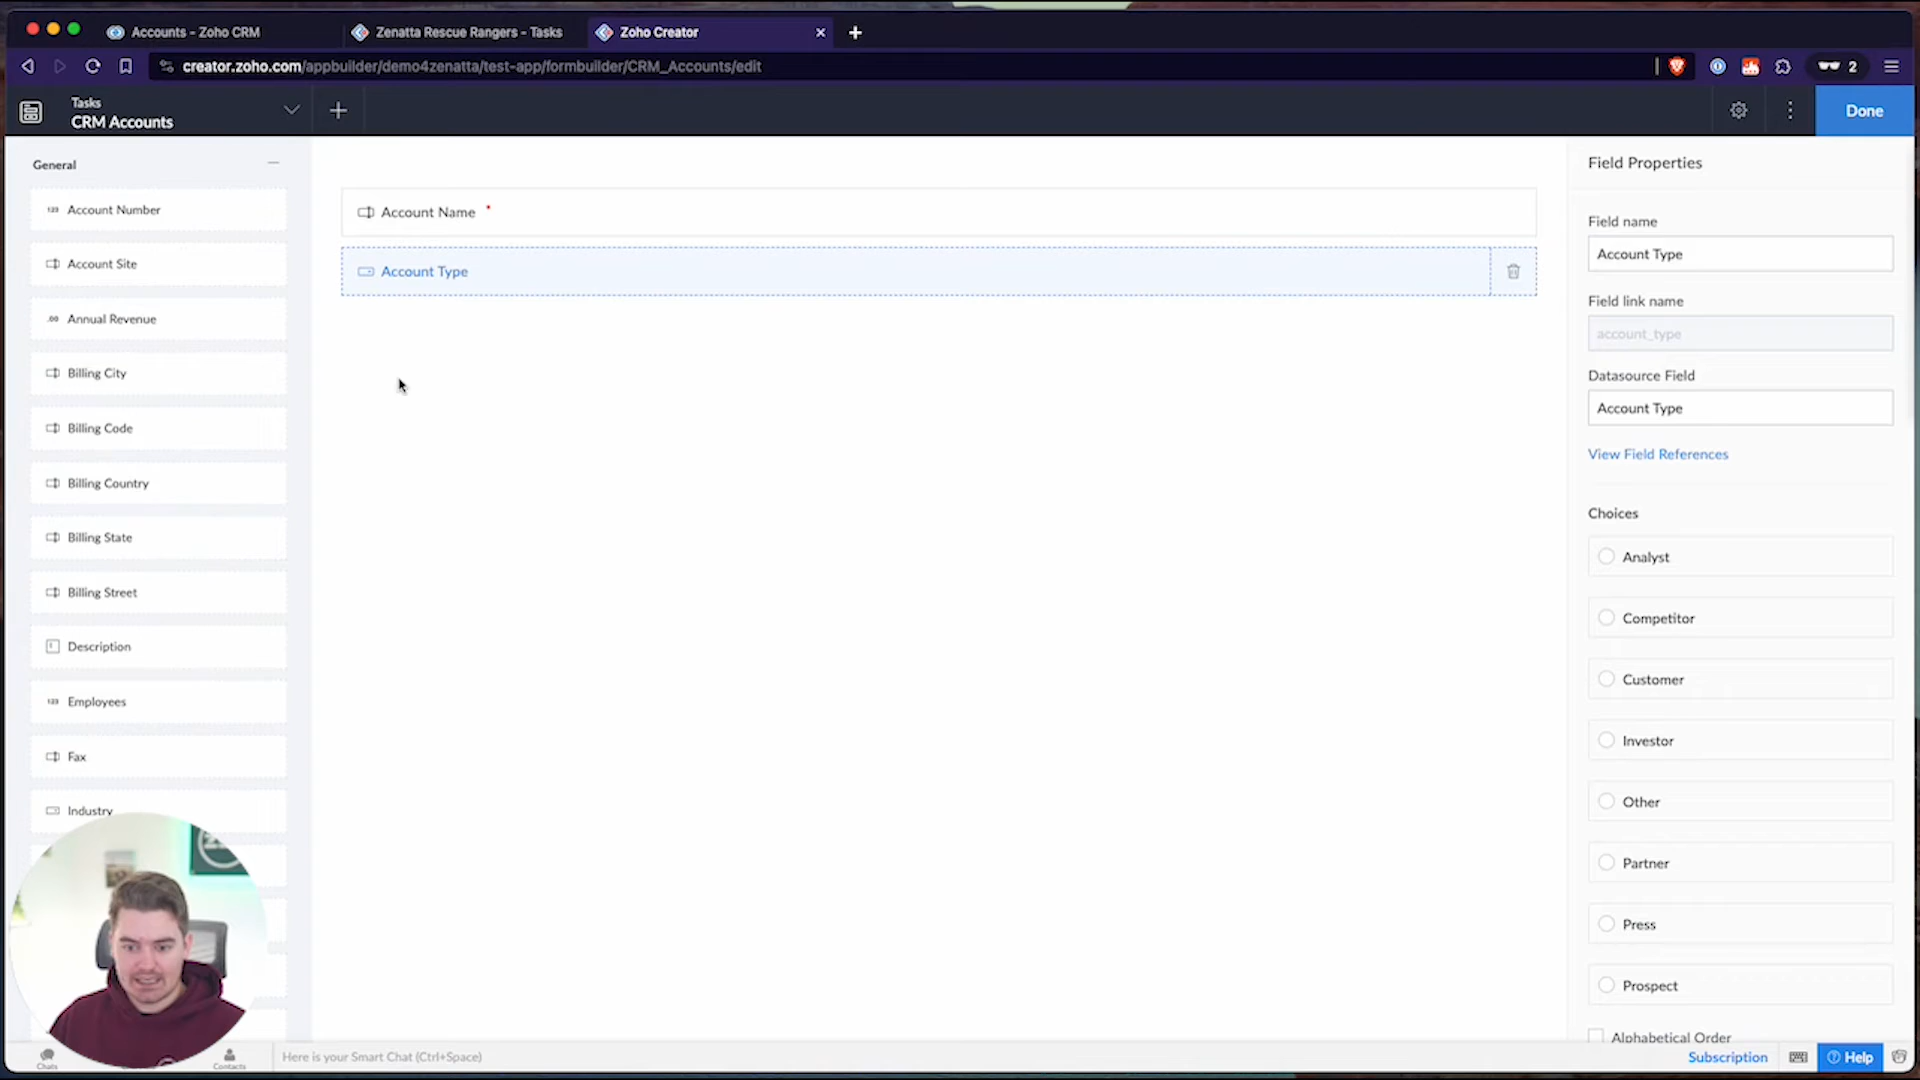 Accounts - Zoho CRM
Zenatta Rescue Rangers - Tasks
Zoho Creator
creator.zoho.com/appbuilder/demo4zenatta/test-app/formbuilder/CRM_Accounts/edit
2
Tasks
CRM Accounts
Done
General
Account Number
Account Site
Annual Revenue
Billing City
Billing Code
Billing Country
Billing State
Billing Street
Description
Employees
Fax
Industry
Account Name *
Account Type
Field Properties
Field name
Account Type
Field link name
account_type
Datasource Field
Account Type
View Field References
Choices
Analyst
Competitor
Customer
Investor
Other
Partner
Press
Prospect
Alphabetical Order
Chats
Contacts
Here is your Smart Chat (Ctrl+Space)
Subscription
Help